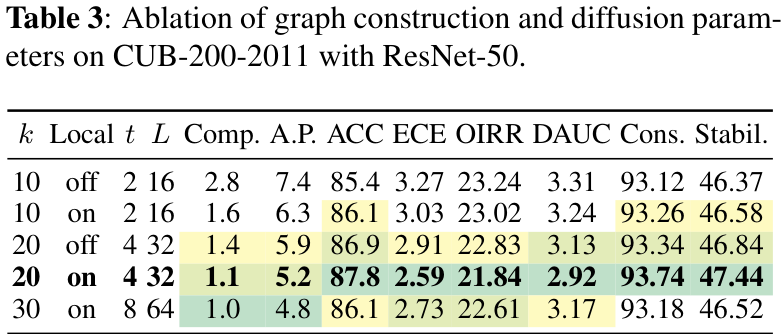 Table 3: Ablation of graph construction and diffusion param-
eters on CUB-200-2011 with ResNet-50.
k Local t L Comp. A.P. ACC ECE OIRR DAUC Cons. Stabil.
10 off 2 16 2.8 7.4 85.4 3.27 23.24 3.31 93.12 46.37
10 on 2 16 1.6 6.3 86.1 3.03 23.02 3.24 93.26 46.58
20 off 4 32 1.4 5.9 86.9 2.91 22.83 3.13 93.34 46.84
20 on 4 32 1.1 5.2 87.8 2.59 21.84 2.92 93.74 47.44
30 on 8 64 1.0 4.8 86.1 2.73 22.61 3.17 93.18 46.52